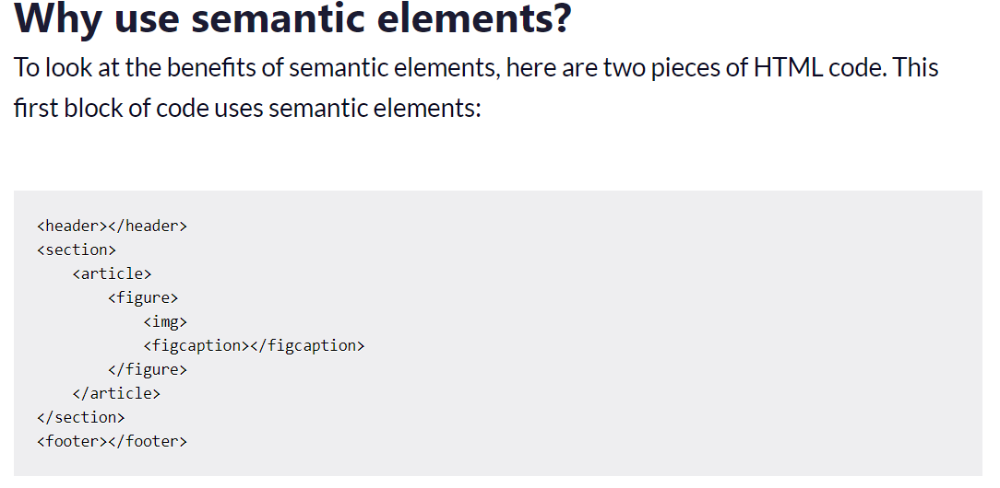 Why use semantic elements?
To look at the benefits of semantic elements, here are two pieces of HTML code. This
first block of code uses semantic elements:
<header></header>
<section>
    <article>
        <figure>
            <img>
            <figcaption></figcaption>
        </figure>
    </article>
</section>
<footer></footer>